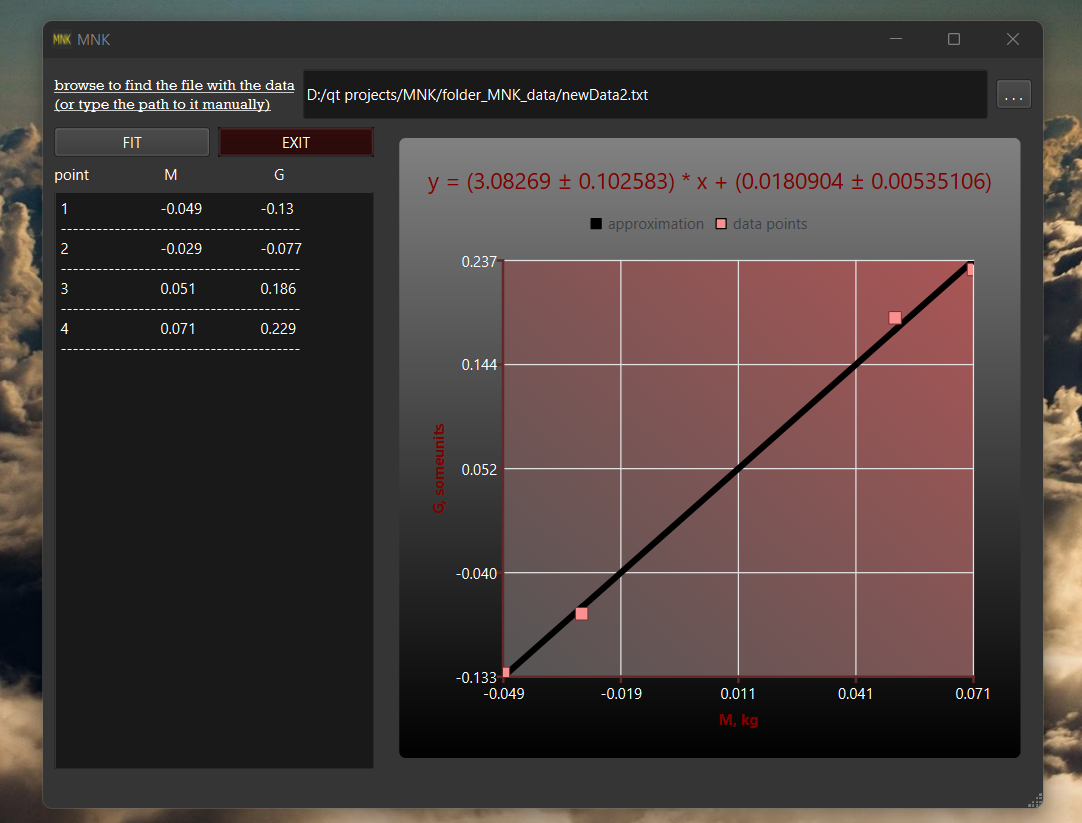 MNK MNK
browse to find the file with the data
(or type the path to it manually)
D:/qt projects/MNK/folder_MNK_data/newData2.txt
...
FIT EXIT
point M G
1 -0.049 -0.13
----------------------------------------
2 -0.029 -0.077
----------------------------------------
3 0.051 0.186
----------------------------------------
4 0.071 0.229
----------------------------------------
y = (3.08269 ± 0.102583) * x + (0.0180904 ± 0.00535106)
approximation data points
0.237
0.144
0.052
-0.040
-0.133
G, someunits
-0.049 -0.019 0.011 0.041 0.071
M, kg